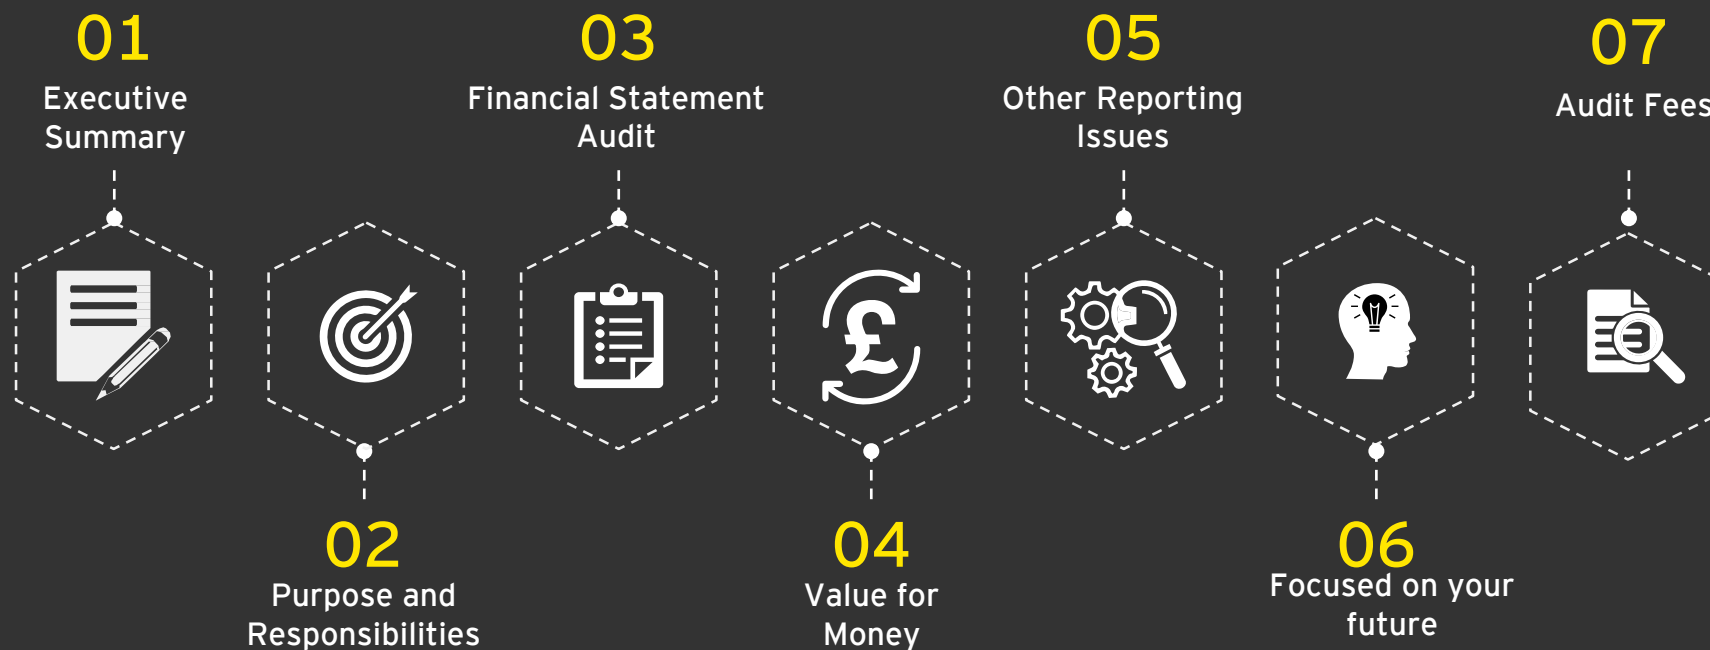 01
Executive
Summary
02
Purpose and
Responsibilities
03
Financial Statement
Audit
04
Value for
Money
05
Other Reporting
Issues
06
Focused on your
future
07
Audit Fees